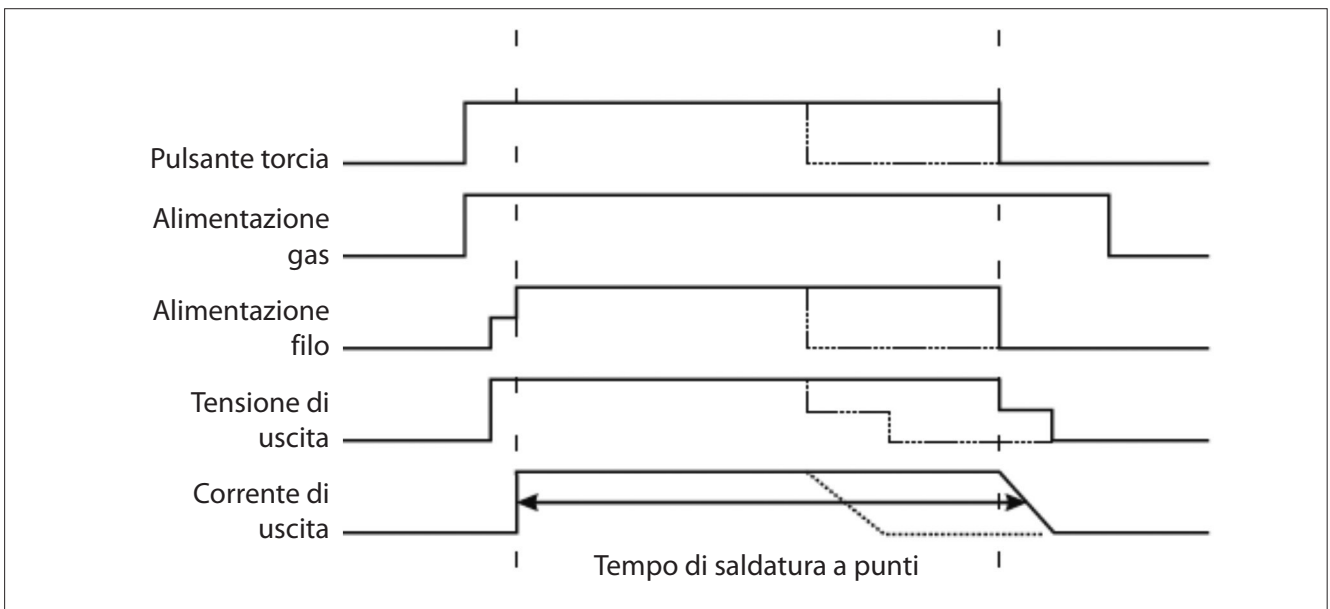 Pulsante torcia
Alimentazione
gas
Alimentazione
filo
Tensione di
uscita
Corrente di
uscita
Tempo di saldatura a punti